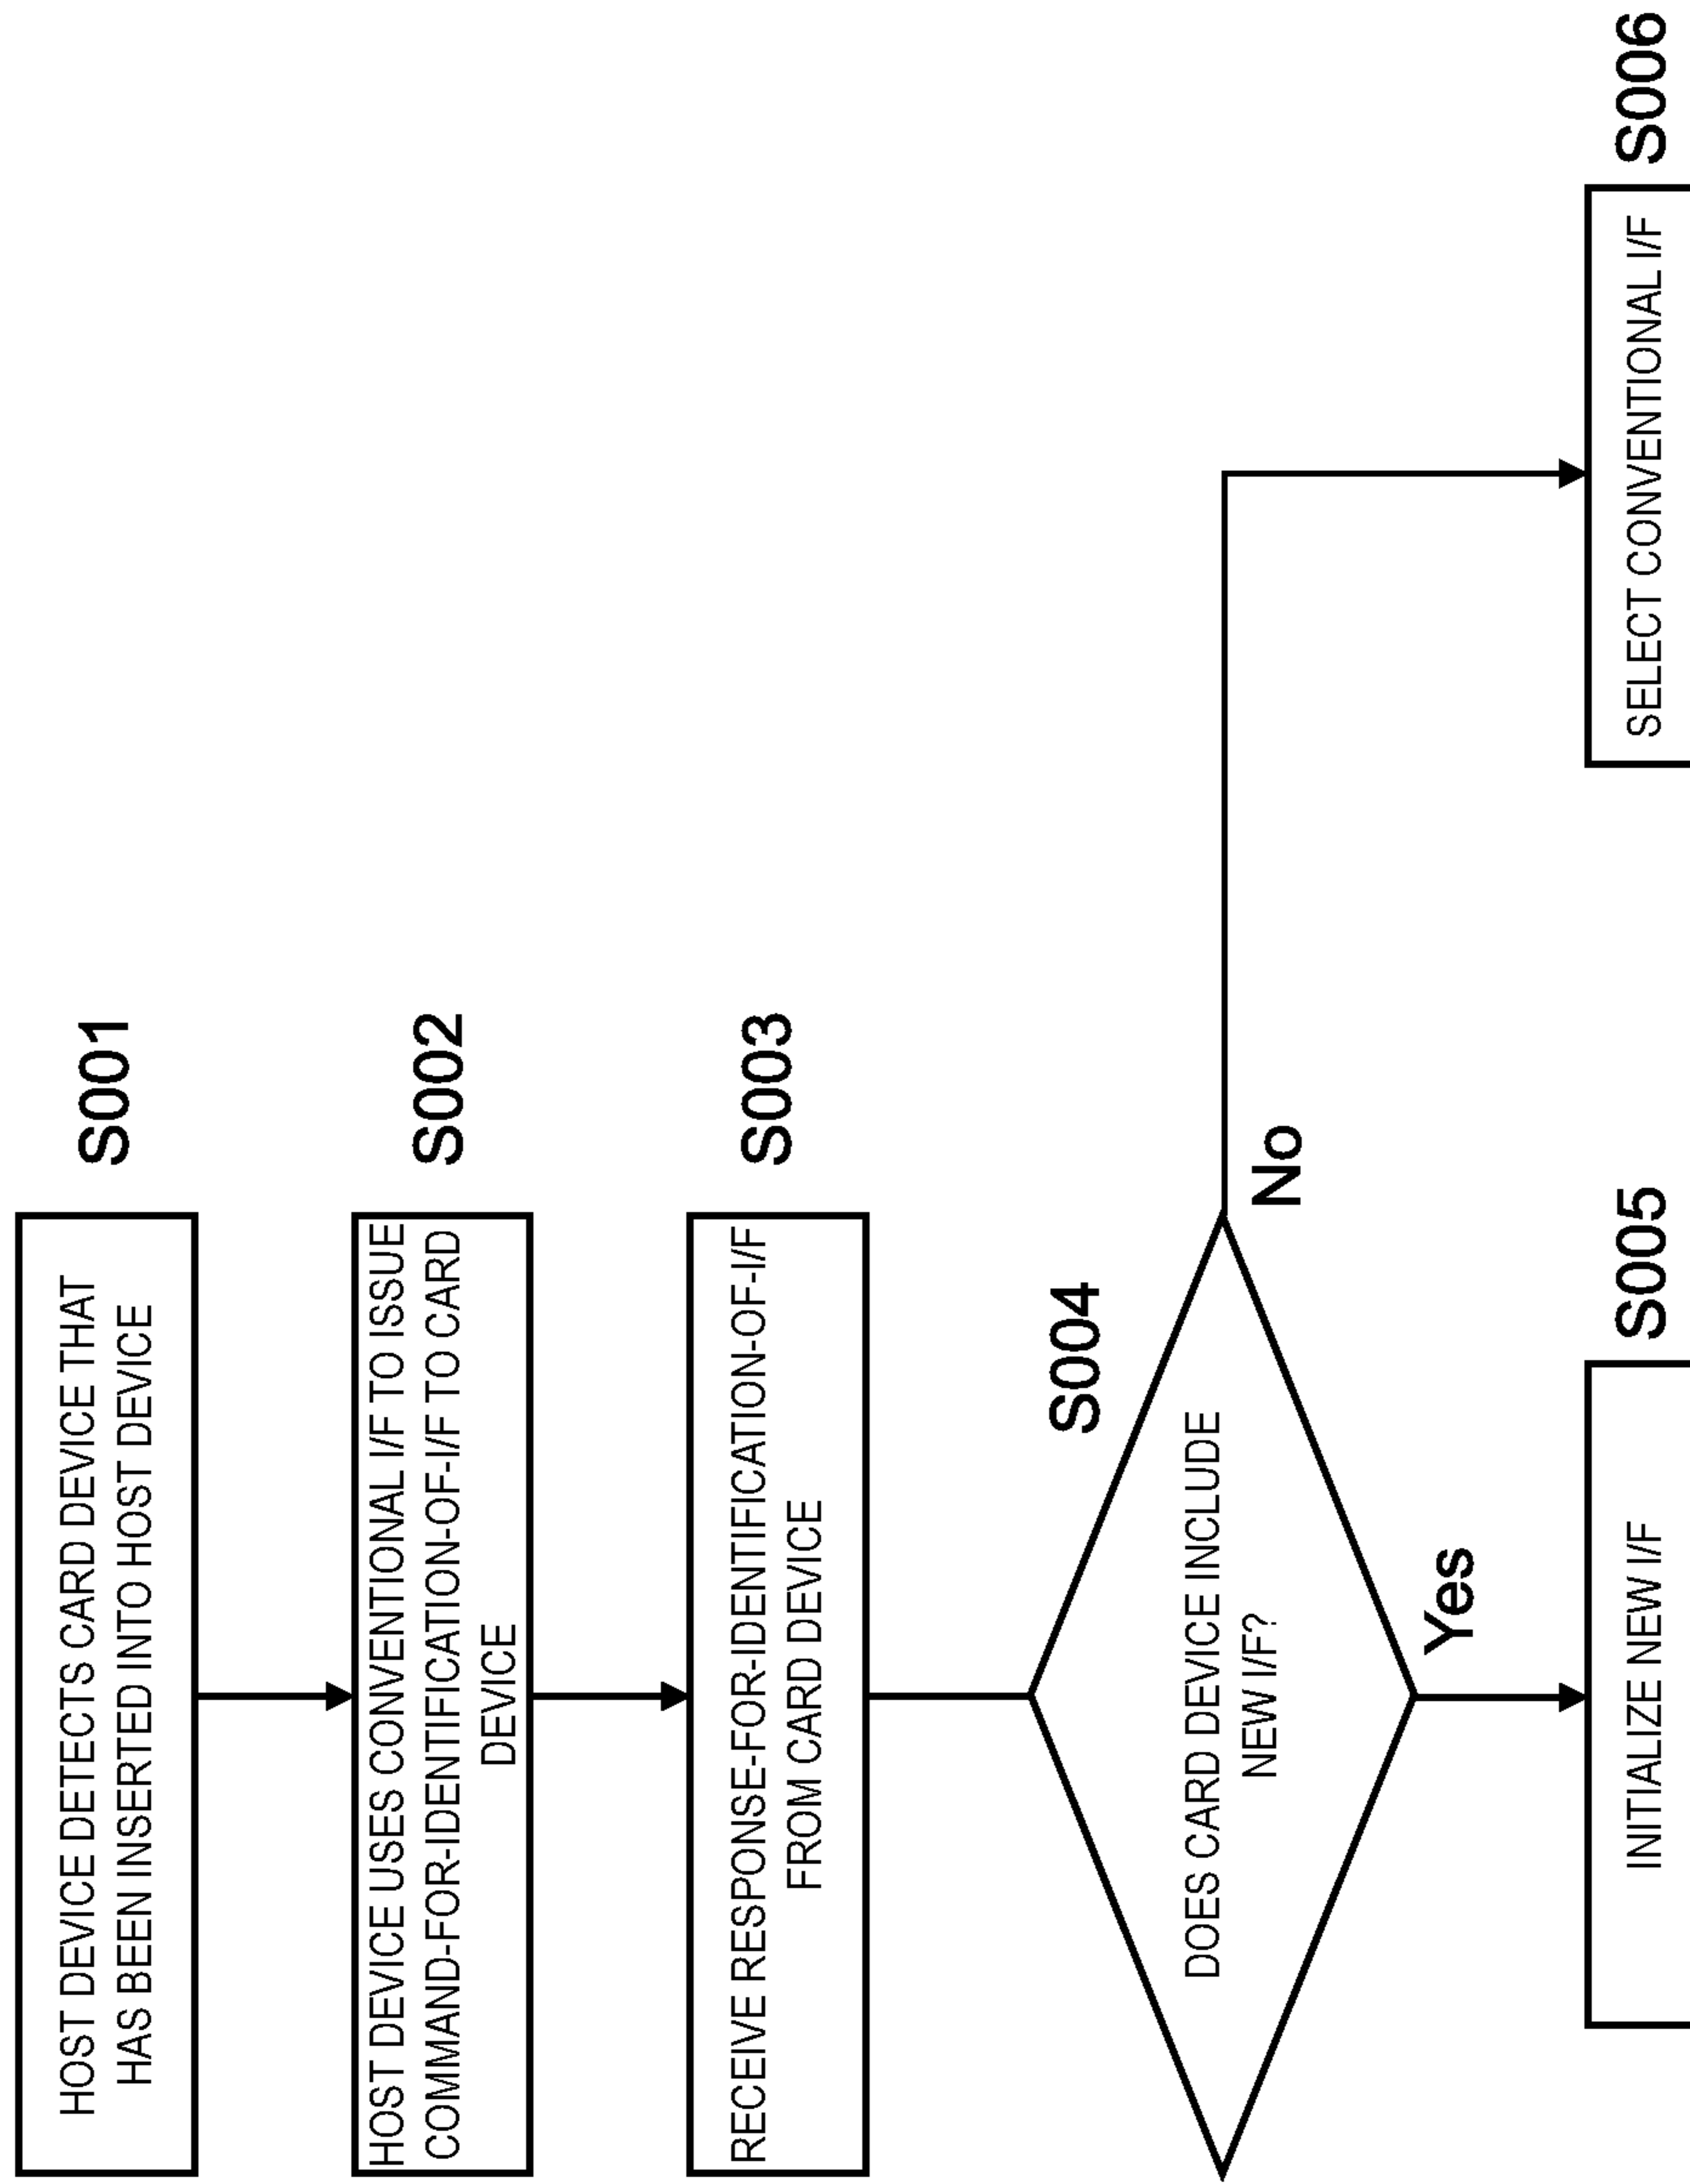 HOST DEVICE DETECTS CARD DEVICE THAT
HAS BEEN INSERTED INTO HOST DEVICE
S001
HOST DEVICE USES CONVENTIONAL I/F TO ISSUE
COMMAND-FOR-IDENTIFICATION-OF-I/F TO CARD
DEVICE
S002
RECEIVE RESPONSE-FOR-IDENTIFICATION-OF-I/F
FROM CARD DEVICE
S003
S004
DOES CARD DEVICE INCLUDE
NEW I/F?
No
Yes
INITIALIZE NEW I/F
S005
SELECT CONVENTIONAL I/F
S006